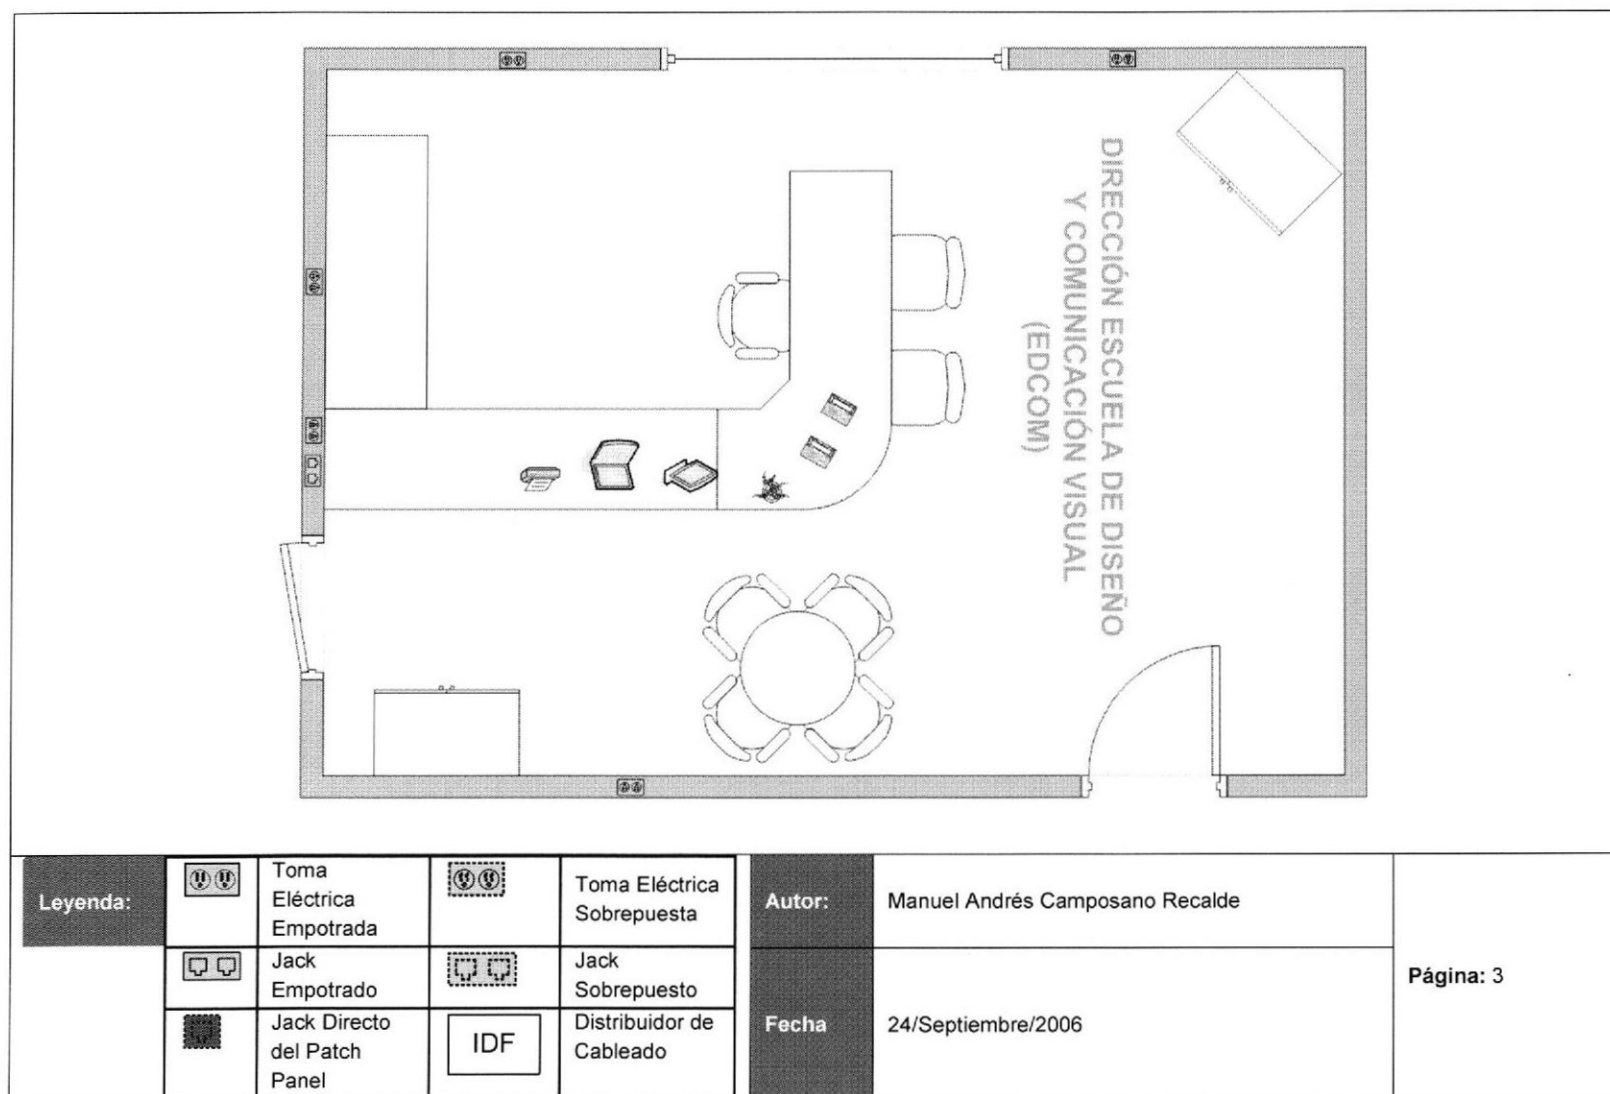 DIRECCIÓN ESCUELA DE DISEÑO
Y COMUNICACIÓN VISUAL
(EDCOM)
Leyenda:
Toma
Eléctrica
Empotrada
Toma Eléctrica
Sobrepuesta
Jack
Empotrado
Jack
Sobrepuesto
Jack Directo
del Patch
Panel
IDF
Distribuidor de
Cableado
Autor:
Manuel Andrés Camposano Recalde
Fecha
24/Septiembre/2006
Página: 3